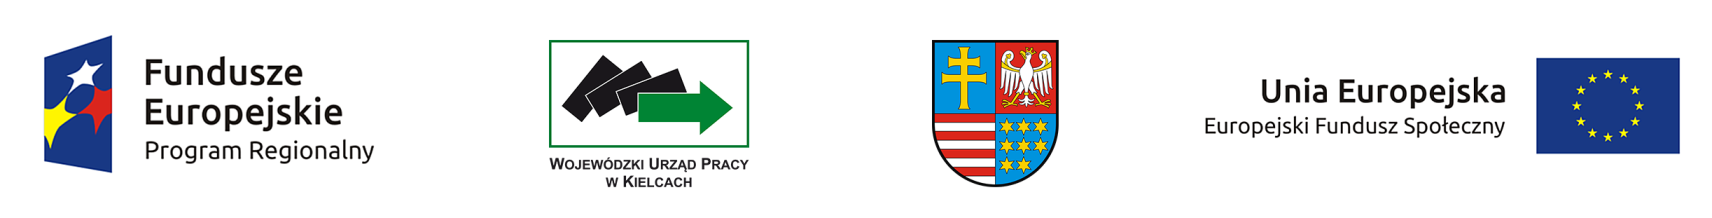 Fundusze
Europejskie
Program Regionalny
WOJEWÓDZKI URZĄD PRACY
W KIELCACH
Unia Europejska
Europejski Fundusz Społeczny